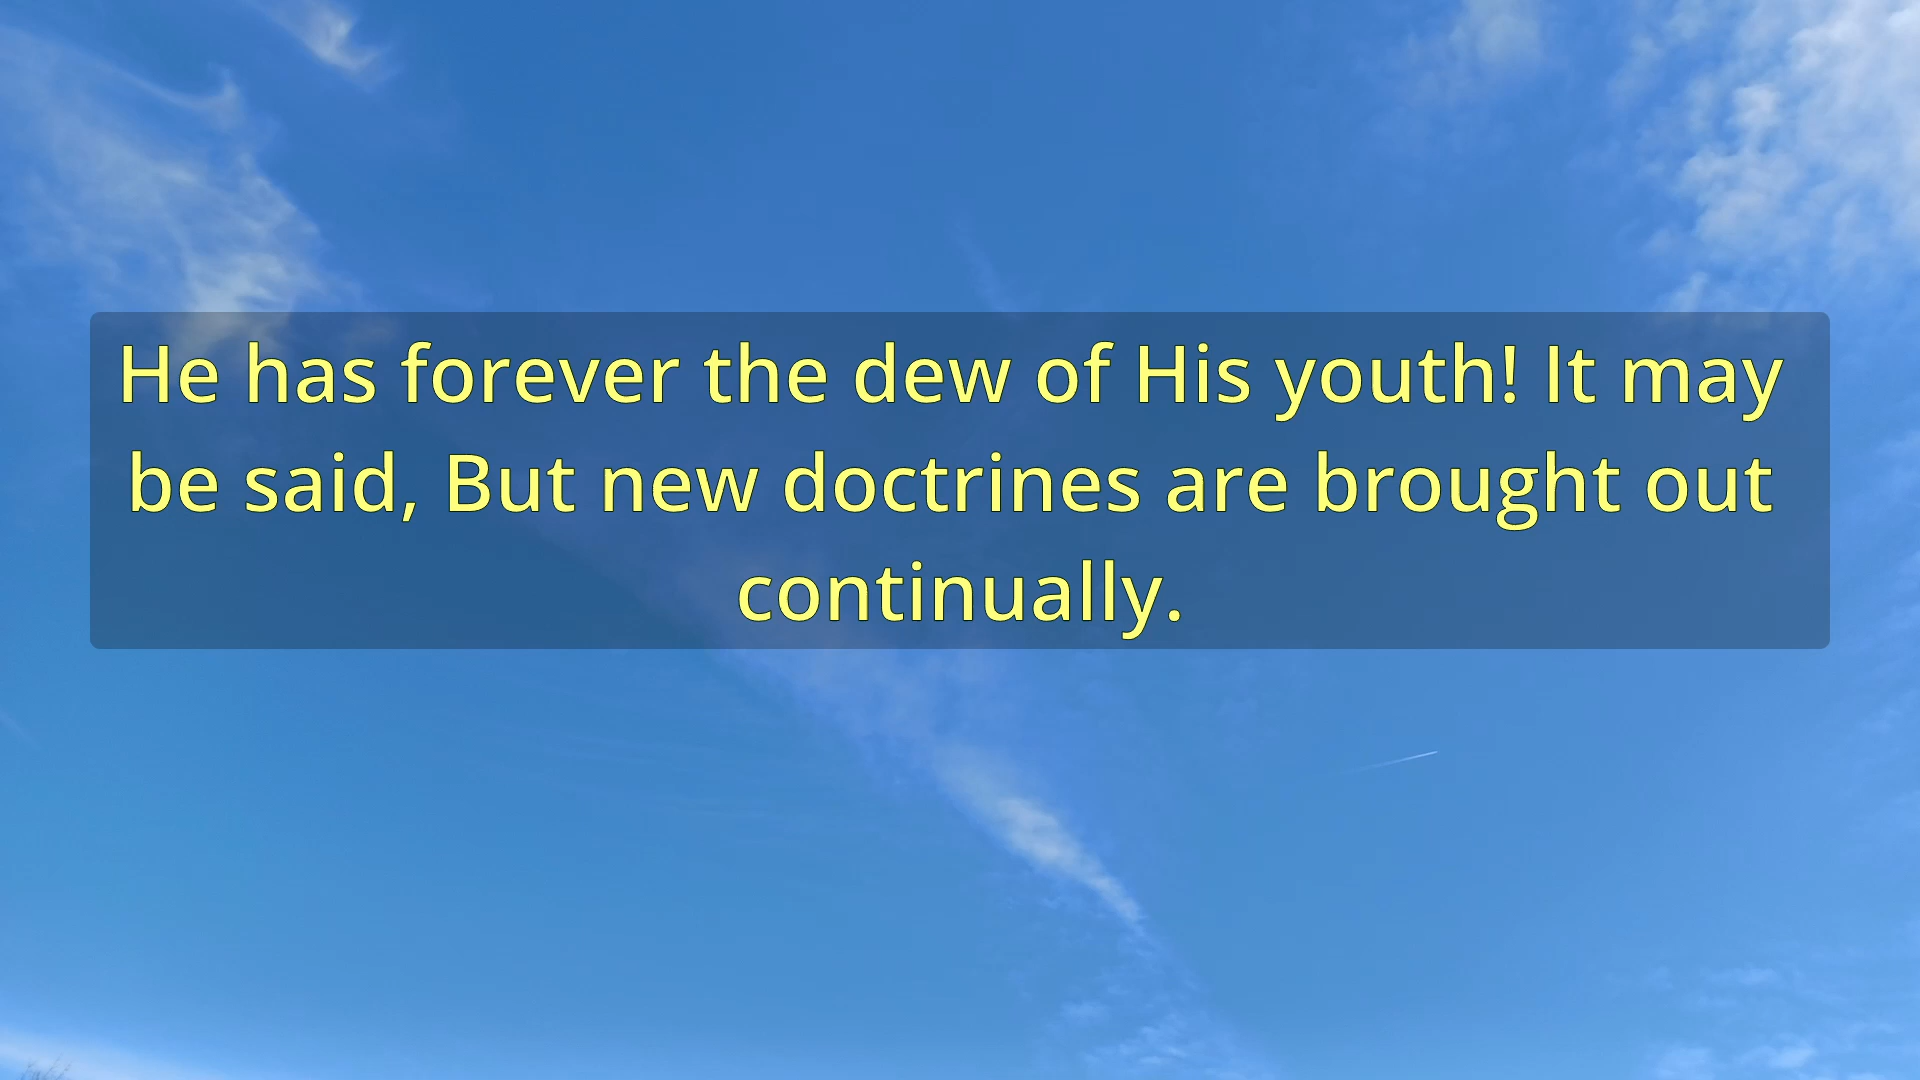 He has forever the dew of His youth! It may
be said, But new doctrines are brought out
continually.